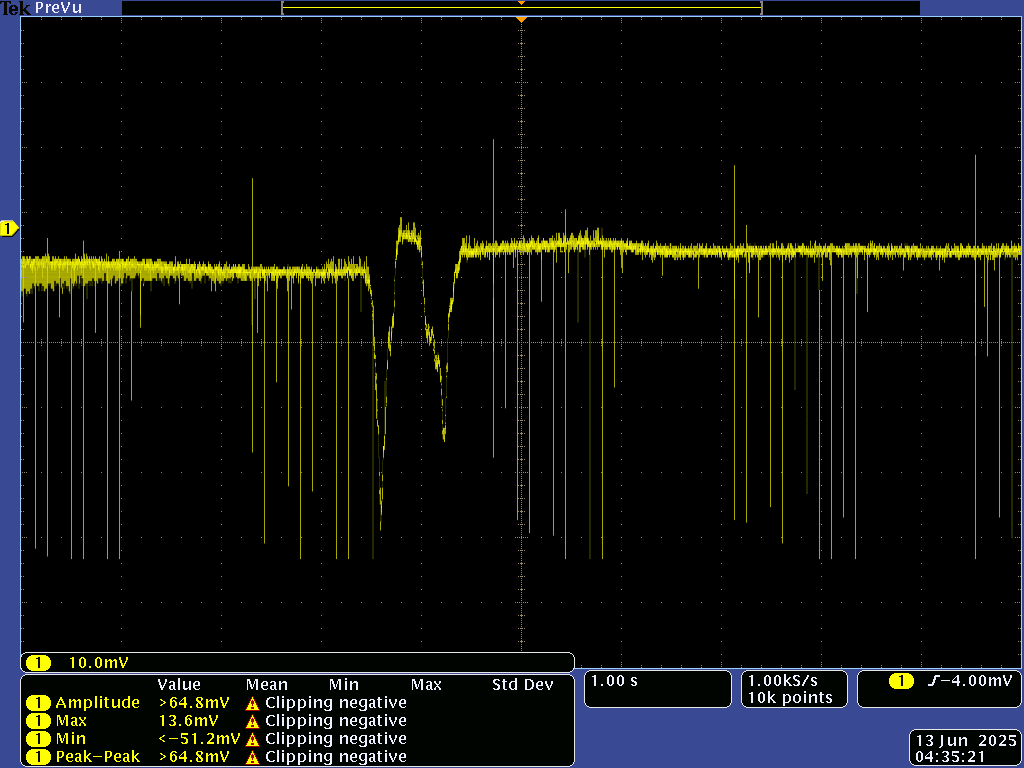 Tek PreVu
1
1 10.0mV
Value Mean Min Max Std Dev
1 Amplitude >64.8mV Clipping negative
1 Max 13.6mV Clipping negative
1 Min <−51.2mV Clipping negative
1 Peak−Peak >64.8mV Clipping negative
1.00 s
1.00kS/s
10k points
1 −4.00mV
13 Jun 2025
04:35:21